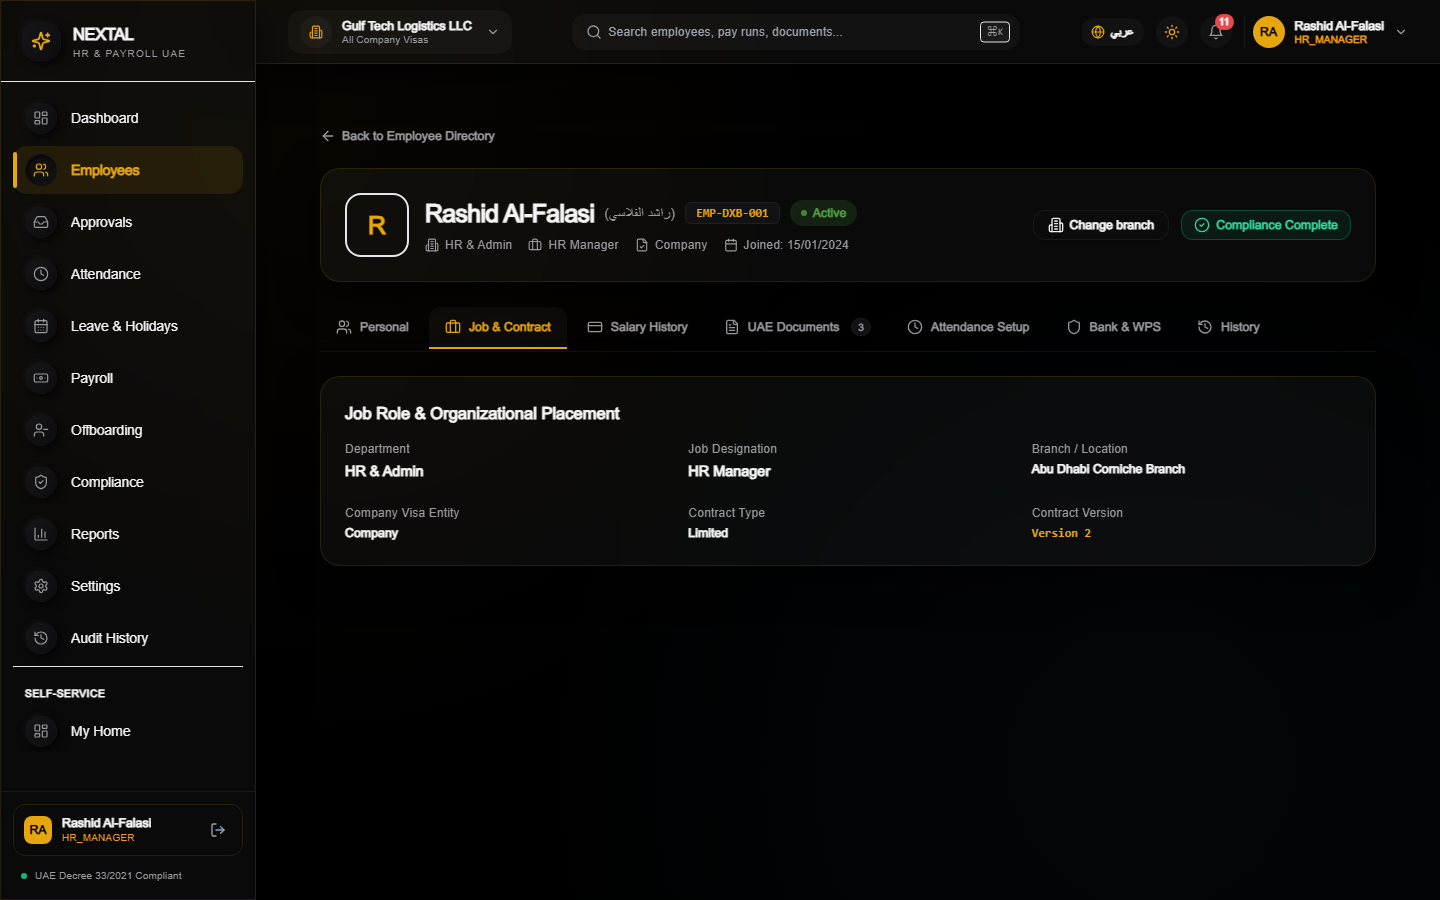 NEXTAL
HR & PAYROLL UAE
Gulf Tech Logistics LLC
All Company Visas
Search employees, pay runs, documents...
⌘K
عربي
11
RA
Rashid Al-Falasi
HR_MANAGER
Dashboard
Employees
Approvals
Attendance
Leave & Holidays
Payroll
Offboarding
Compliance
Reports
Settings
Audit History
SELF-SERVICE
My Home
RA
Rashid Al-Falasi
HR_MANAGER
UAE Decree 33/2021 Compliant
Back to Employee Directory
R
Rashid Al-Falasi (راشد الفلاسي) EMP-DXB-001 Active
HR & Admin HR Manager Company Joined: 15/01/2024
Change branch
Compliance Complete
Personal Job & Contract Salary History UAE Documents 3 Attendance Setup Bank & WPS History
Job Role & Organizational Placement
Department Job Designation Branch / Location
HR & Admin HR Manager Abu Dhabi Corniche Branch
Company Visa Entity Contract Type Contract Version
Company Limited Version 2